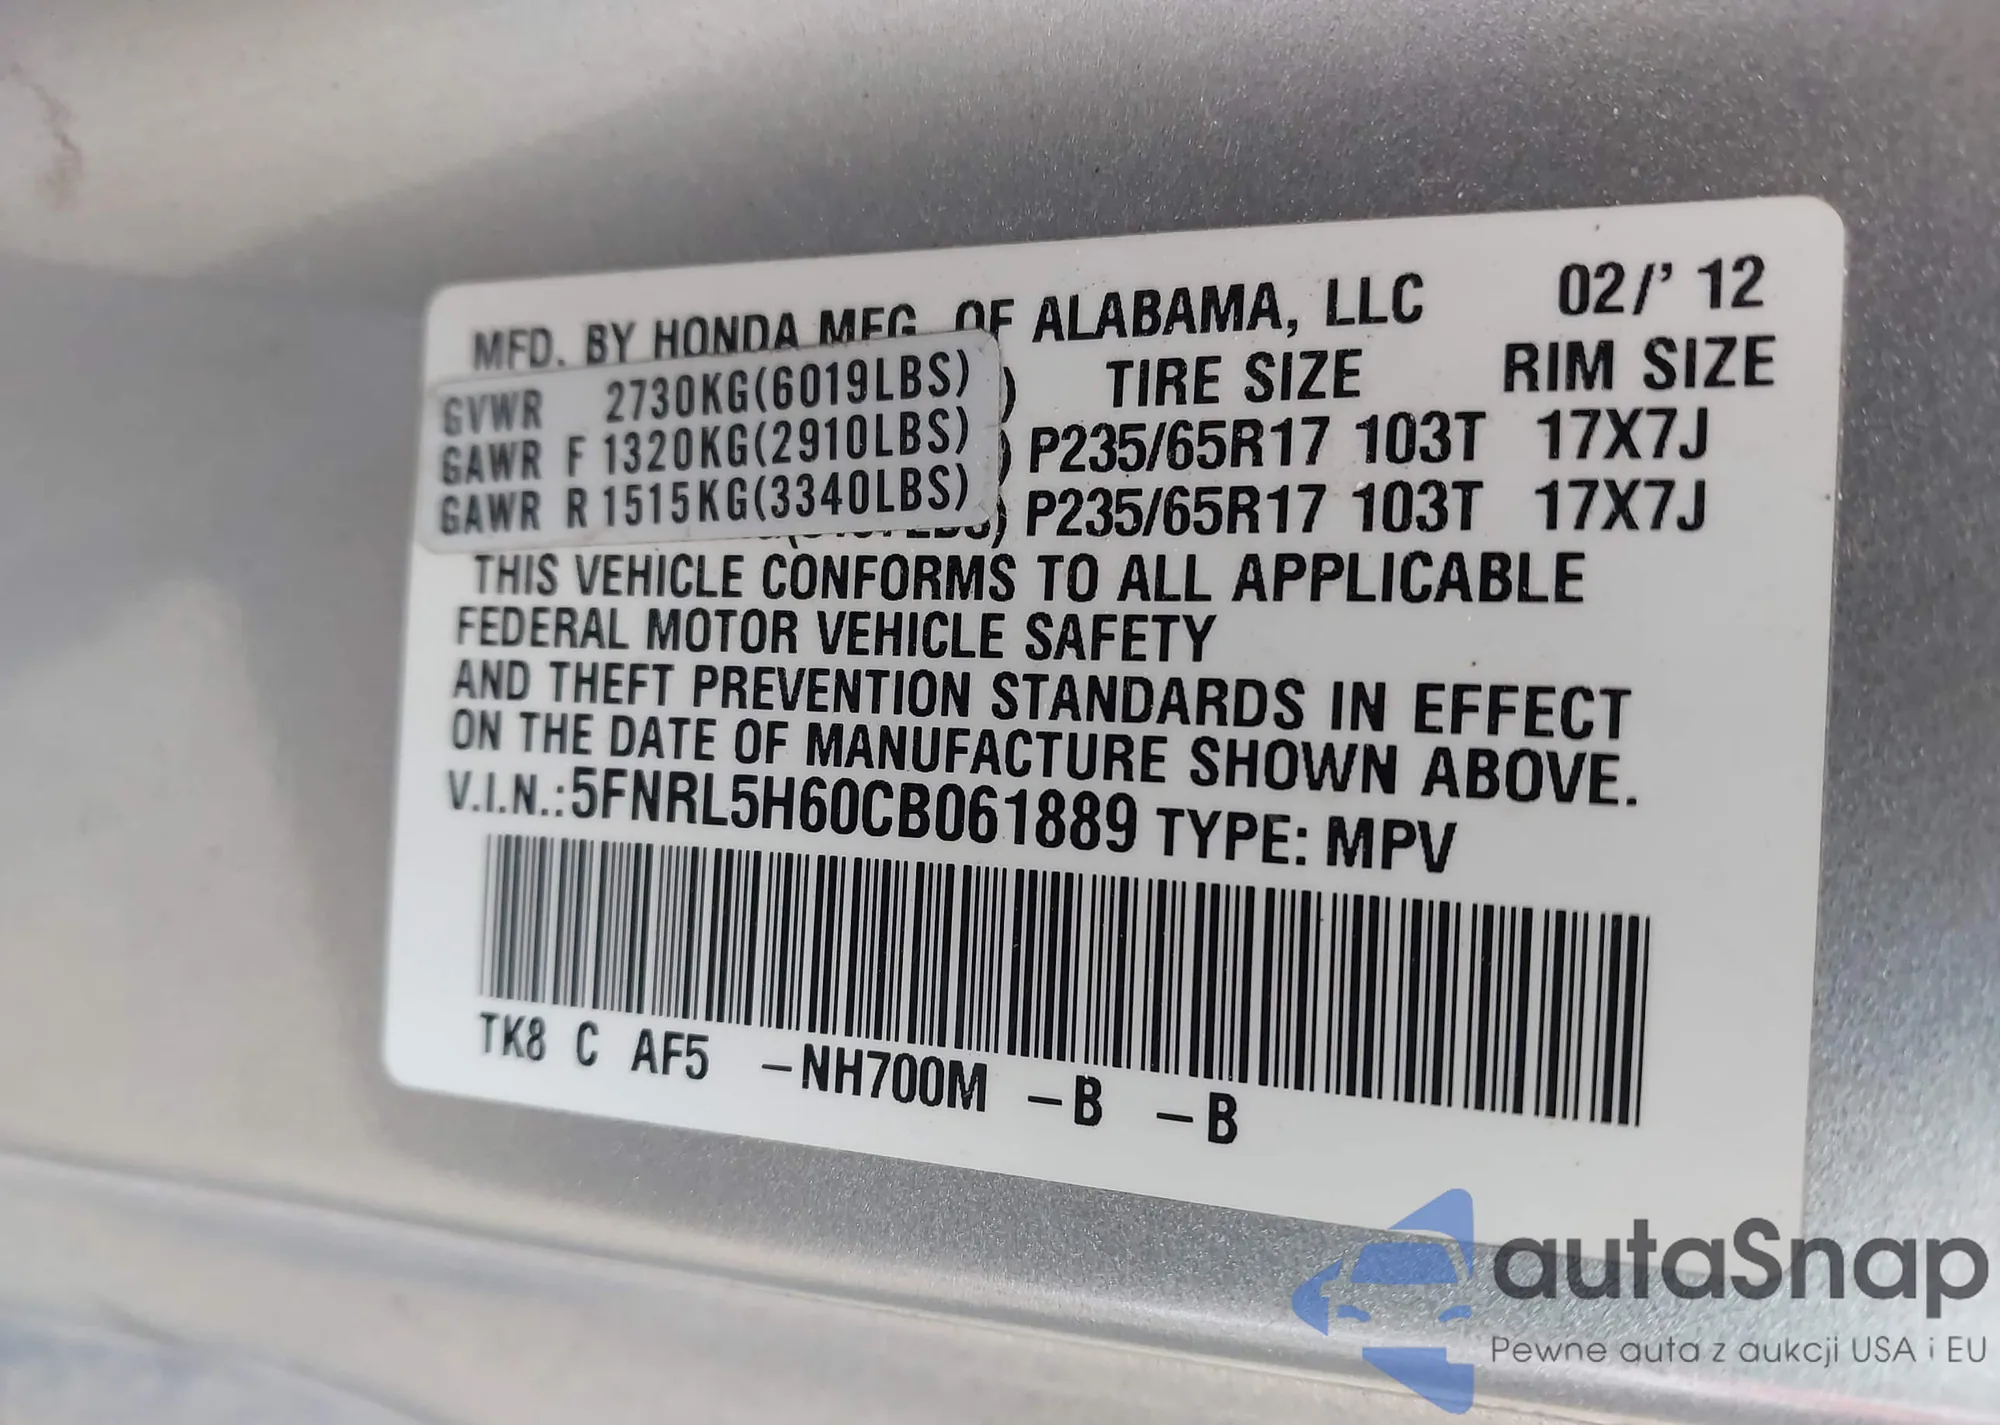 MFD. BY HONDA MFG. OF ALABAMA, LLC 02/' 12
) TIRE SIZE RIM SIZE
GVWR 2730KG(6019LBS)
GAWR F 1320KG(2910LBS) ) P235/65R17 103T 17X7J
GAWR R 1515KG(3340LBS) P235/65R17 103T 17X7J
THIS VEHICLE CONFORMS TO ALL APPLICABLE
FEDERAL MOTOR VEHICLE SAFETY
AND THEFT PREVENTION STANDARDS IN EFFECT
ON THE DATE OF MANUFACTURE SHOWN ABOVE.
V.I.N.:5FNRL5H60CB061889 TYPE: MPV
TK8 C AF5 –NH700M –B –B
autaSnap
Pewne auta z aukcji USA i EU